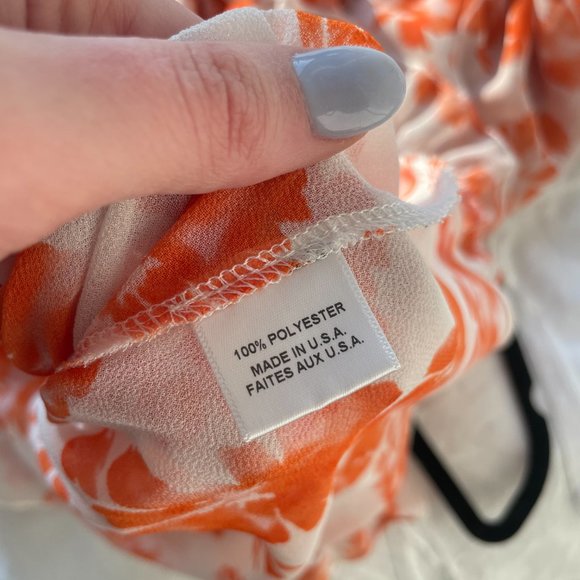 100% POLYESTER
MADE IN U.S.A.
FAITES AUX U.S.A.